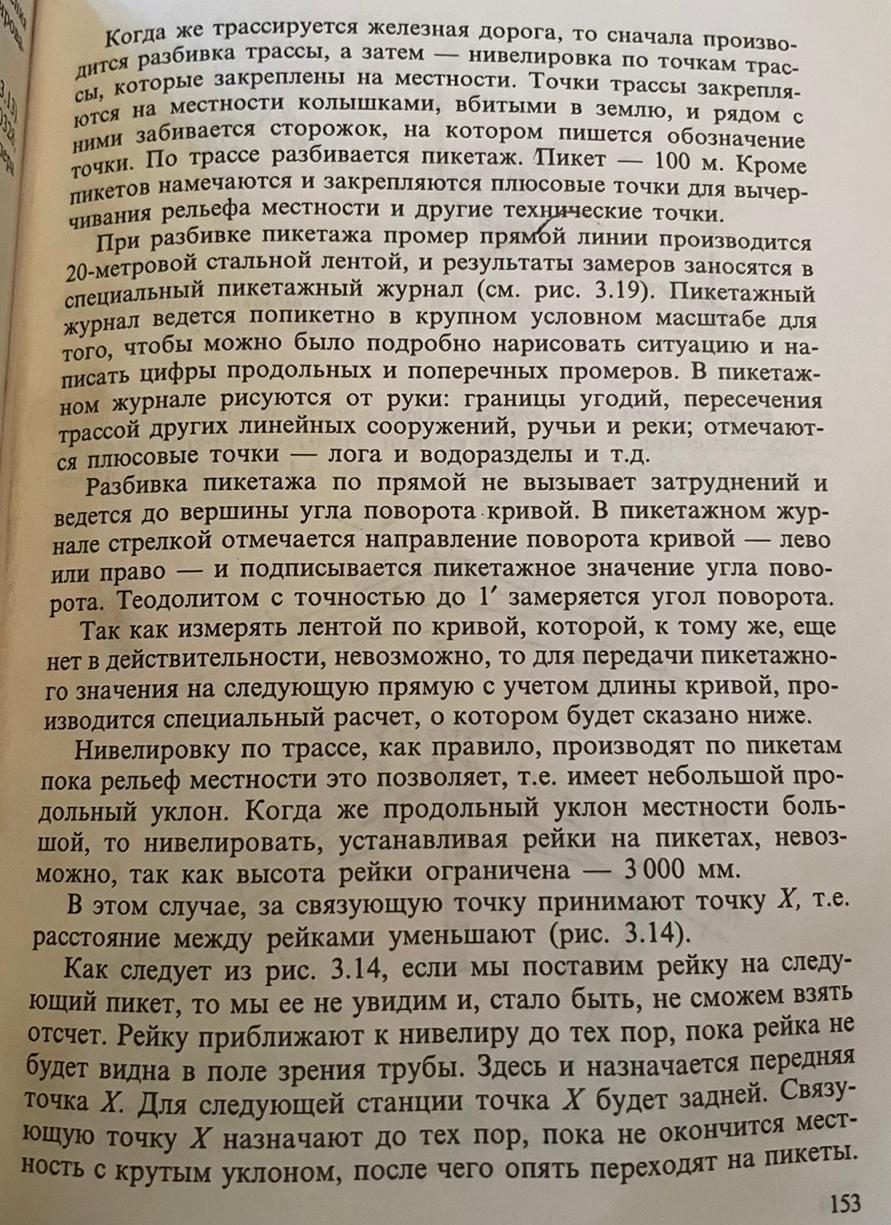 Когда же трассируется железная дорога, то сначала произво-
дится разбивка трассы, а затем — нивелировка по точкам трас-
сы, которые закреплены на местности. Точки трассы закрепля-
ются на местности колышками, вбитыми в землю, и рядом с
ними забивается сторожок, на котором пишется обозначение
точки. По трассе разбивается пикетаж. Пикет — 100 м. Кроме
пикетов намечаются и закрепляются плюсовые точки для вычер-
чивания рельефа местности и другие технические точки.
При разбивке пикетажа промер прямой линии производится
20-метровой стальной лентой, и результаты замеров заносятся в
специальный пикетажный журнал (см. рис. 3.19). Пикетажный
журнал ведется попикетно в крупном условном масштабе для
того, чтобы можно было подробно нарисовать ситуацию и на-
писать цифры продольных и поперечных промеров. В пикетаж-
ном журнале рисуются от руки: границы угодий, пересечения
трассой других линейных сооружений, ручьи и реки; отмечают-
ся плюсовые точки — лога и водоразделы и т.д.
Разбивка пикетажа по прямой не вызывает затруднений и
ведется до вершины угла поворота кривой. В пикетажном жур-
нале стрелкой отмечается направление поворота кривой — лево
или право — и подписывается пикетажное значение угла пово-
рота. Теодолитом с точностью до 1′ замеряется угол поворота.
Так как измерять лентой по кривой, которой, к тому же, еще
нет в действительности, невозможно, то для передачи пикетажно-
го значения на следующую прямую с учетом длины кривой, про-
изводится специальный расчет, о котором будет сказано ниже.
Нивелировку по трассе, как правило, производят по пикетам
пока рельеф местности это позволяет, т.е. имеет небольшой про-
дольный уклон. Когда же продольный уклон местности боль-
шой, то нивелировать, устанавливая рейки на пикетах, невоз-
можно, так как высота рейки ограничена — 3 000 мм.
В этом случае, за связующую точку принимают точку X, т.е.
расстояние между рейками уменьшают (рис. 3.14).
Как следует из рис. 3.14, если мы поставим рейку на следу-
ющий пикет, то мы ее не увидим и, стало быть, не сможем взять
отсчет. Рейку приближают к нивелиру до тех пор, пока рейка не
будет видна в поле зрения трубы. Здесь и назначается передняя
точка X. Для следующей станции точка X будет задней. Связу-
ющую точку X назначают до тех пор, пока не окончится мест-
ность с крутым уклоном, после чего опять переходят на пикеты.
153